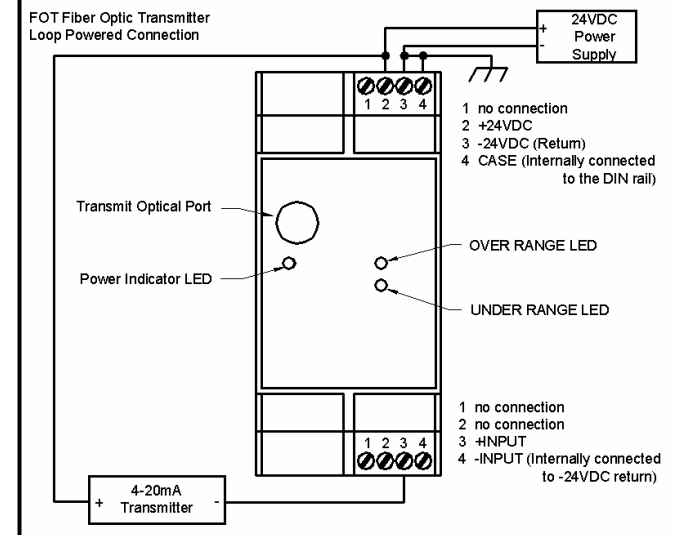 FOT Fiber Optic Transmitter
Loop Powered Connection
24VDC
Power
Supply
+
-
1 2 3 4
1 no connection
2 +24VDC
3 -24VDC (Return)
4 CASE (Internally connected
to the DIN rail)
Transmit Optical Port
Power Indicator LED
OVER RANGE LED
UNDER RANGE LED
1 no connection
2 no connection
3 +INPUT
4 -INPUT (Internally connected
to -24VDC return)
1 2 3 4
4-20mA
+ Transmitter -